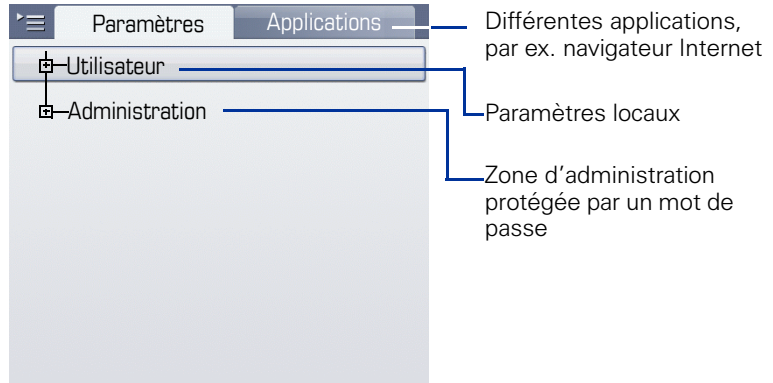 Paramètres
Applications
Différentes applications,
par ex. navigateur Internet
Utilisateur
Paramètres locaux
Administration
Zone d’administration
protégée par un mot de
passe